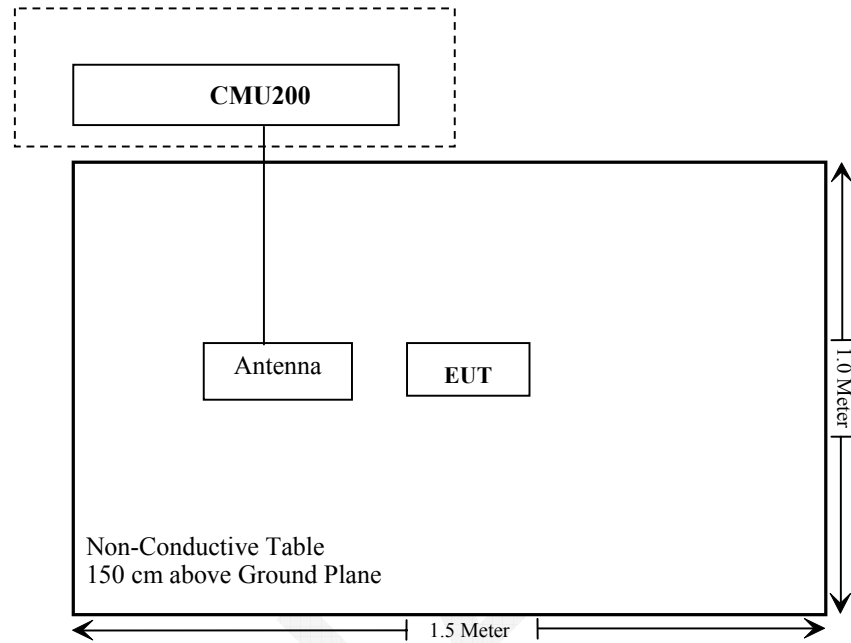 CMU200
Antenna
EUT
1.0 Meter
Non-Conductive Table
150 cm above Ground Plane
1.5 Meter